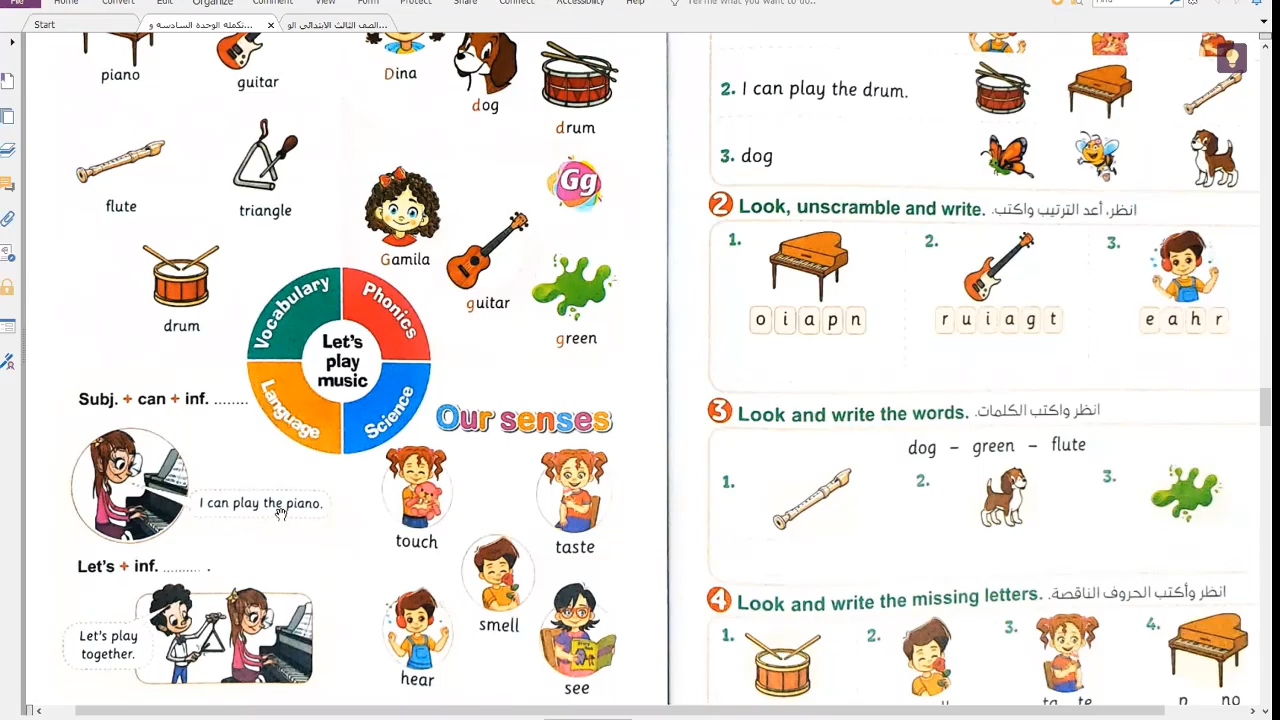 Home Convert Edit Organize Comment View Form Protect Share Connect Accessibility Help Tell me what you want to do..
Start
...تكملة الوحدة السادسه و
...الصف الثالث الابتدائي الو
piano
guitar
Dina
dog
drum
flute
triangle
Gg
Gamila
guitar
green
drum
Vocabulary
Phonics
Language
Science
Let's
play
music
Subj. + can + inf. ........
I can play the piano.
Let's + inf. .......... .
Let's play
together.
Our senses
touch
taste
smell
hear
see
2. I can play the drum.
3. dog
2 Look, unscramble and write. انظر، أعد الترتيب واكتب.
1. 2. 3.
o i a p n
r u i a g t
e a h r
3 Look and write the words. انظر واكتب الكلمات.
dog – green – flute
1. 2. 3.
4 Look and write the missing letters. انظر وأكتب الحروف الناقصة.
1. 2. 3. 4.
ta te
p no